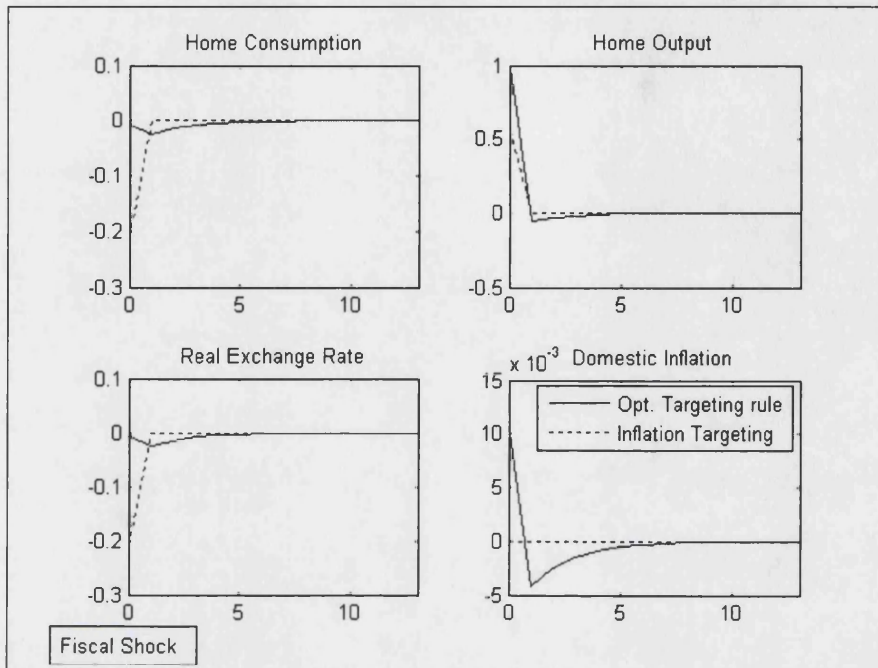 Home Consumption
0.1
0
-0.1
-0.2
-0.3
0 5 10
Home Output
1
0.5
0
-0.5
0 5 10
Real Exchange Rate
0.1
0
-0.1
-0.2
-0.3
0 5 10
x 10⁻³ Domestic Inflation
15
10
5
0
-5
0 5 10
Opt. Targeting rule
Inflation Targeting
Fiscal Shock